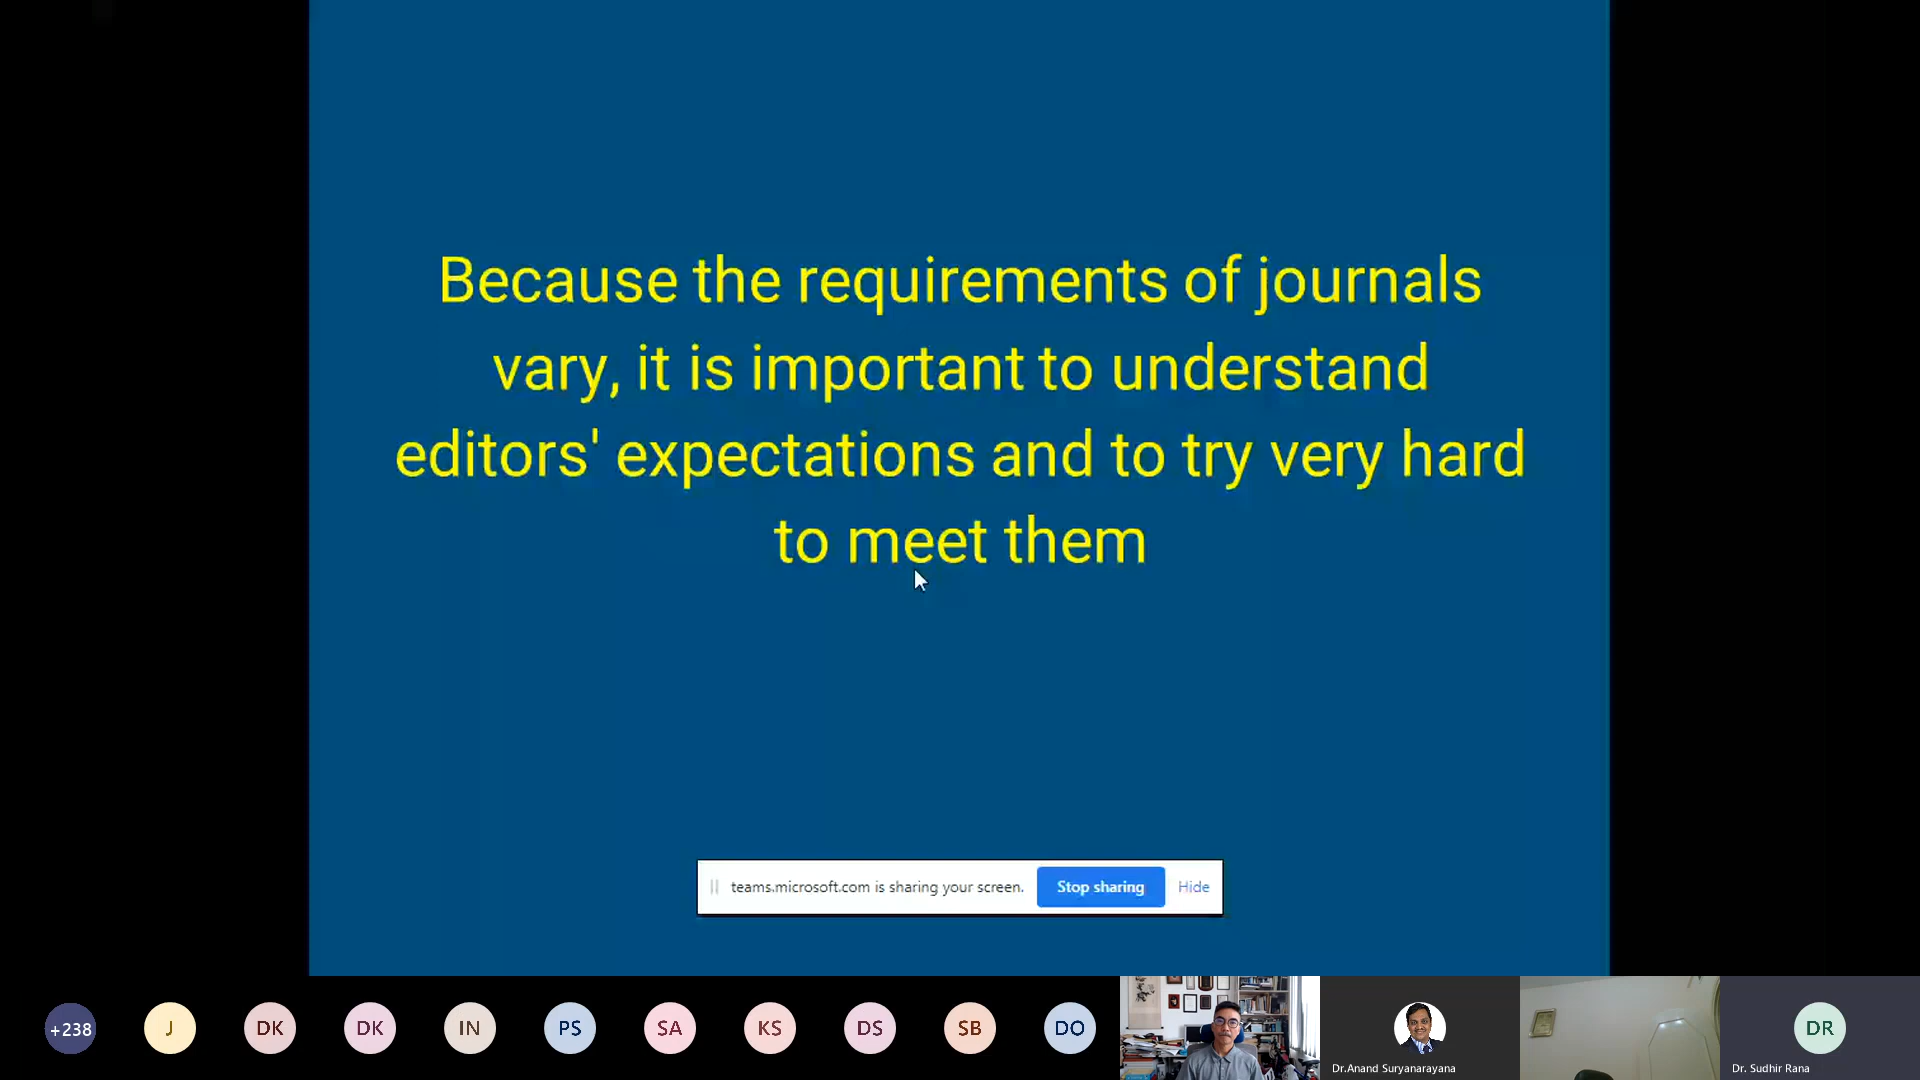 Because the requirements of journals
vary, it is important to understand
editors' expectations and to try very hard
to meet them
teams.microsoft.com is sharing your screen.
Stop sharing
Hide
+238
J
DK
DK
IN
PS
SA
KS
DS
SB
DO
DR
Dr.Anand Suryanarayana
Dr. Sudhir Rana